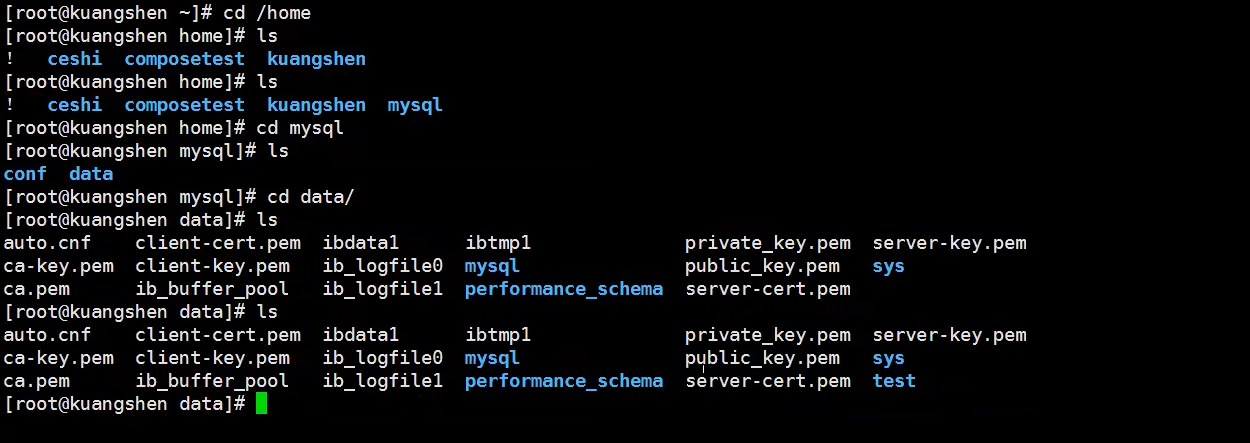 [root@kuangshen ~]# cd /home
[root@kuangshen home]# ls
!   ceshi  composetest  kuangshen
[root@kuangshen home]# ls
!   ceshi  composetest  kuangshen  mysql
[root@kuangshen home]# cd mysql
[root@kuangshen mysql]# ls
conf  data
[root@kuangshen mysql]# cd data/
[root@kuangshen data]# ls
auto.cnf    client-cert.pem  ibdata1      ibtmp1              private_key.pem  server-key.pem
ca-key.pem  client-key.pem   ib_logfile0  mysql               public_key.pem   sys
ca.pem      ib_buffer_pool   ib_logfile1  performance_schema  server-cert.pem
[root@kuangshen data]# ls
auto.cnf    client-cert.pem  ibdata1      ibtmp1              private_key.pem  server-key.pem
ca-key.pem  client-key.pem   ib_logfile0  mysql               public_key.pem   sys
ca.pem      ib_buffer_pool   ib_logfile1  performance_schema  server-cert.pem  test
[root@kuangshen data]#